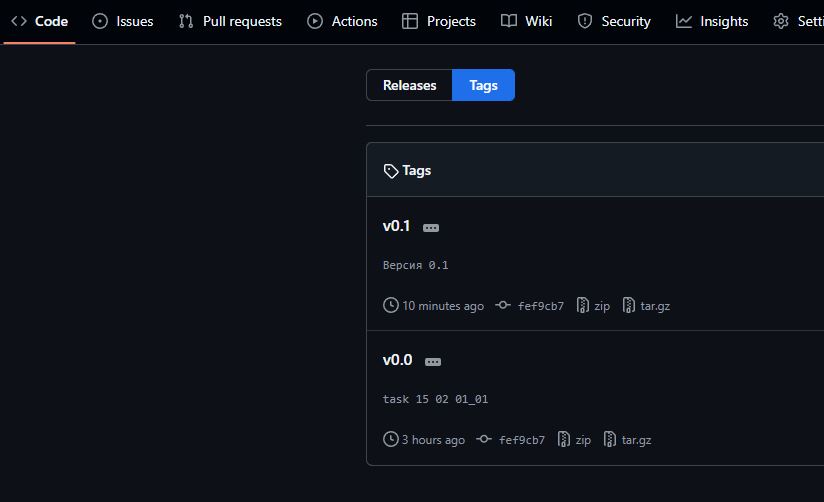 Code Issues Pull requests Actions Projects Wiki Security Insights
Releases Tags
Tags
v0.1
Версия 0.1
10 minutes ago fef9cb7 zip tar.gz
v0.0
task 15 02 01_01
3 hours ago fef9cb7 zip tar.gz